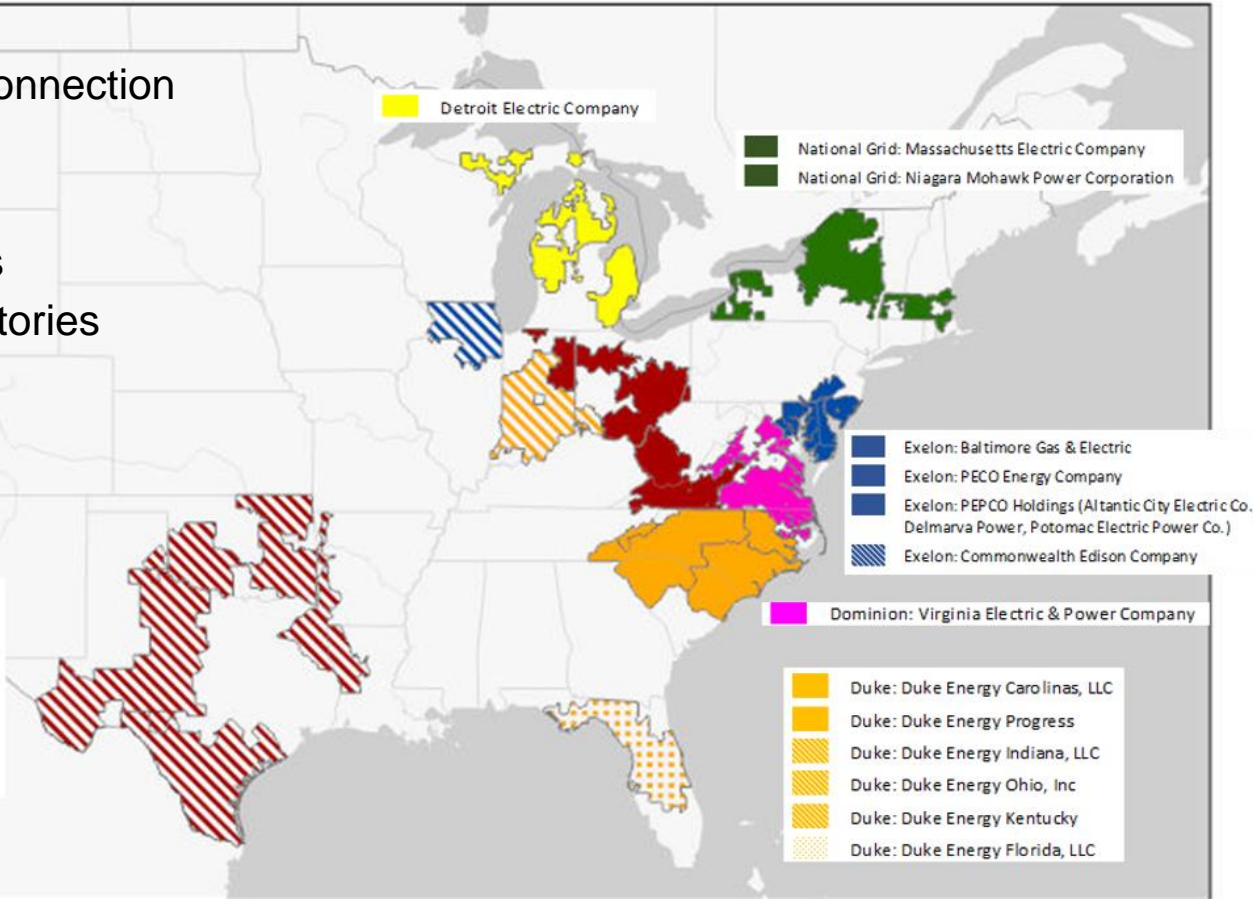 onnection
Detroit Electric Company
National Grid: Massachusetts Electric Company
National Grid: Niagara Mohawk Power Corporation
s
tories
Exelon: Baltimore Gas & Electric
Exelon: PECO Energy Company
Exelon: PEPCO Holdings (Altantic City Electric Co.
Delmarva Power, Potomac Electric Power Co.)
Exelon: Commonwealth Edison Company
Dominion: Virginia Electric & Power Company
Duke: Duke Energy Carolinas, LLC
Duke: Duke Energy Progress
Duke: Duke Energy Indiana, LLC
Duke: Duke Energy Ohio, Inc
Duke: Duke Energy Kentucky
Duke: Duke Energy Florida, LLC